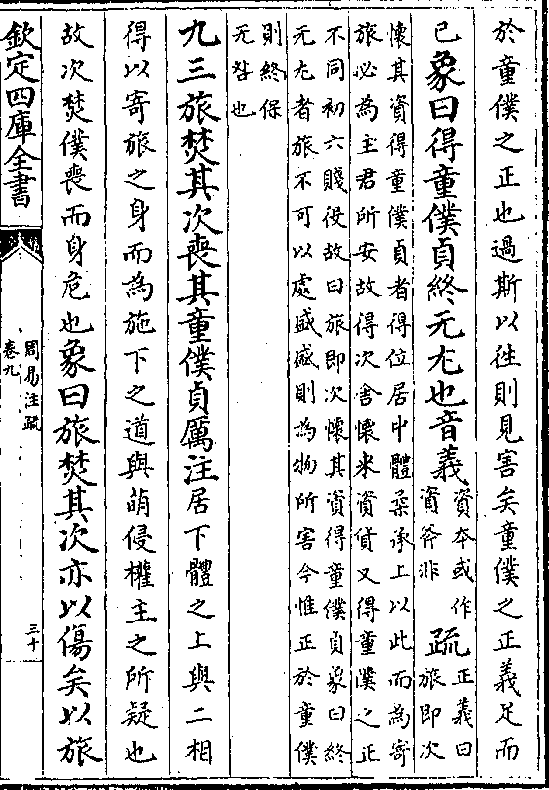 於童僕之正也過斯以往則見害矣童僕之正義足而
已象曰得童僕貞終无尤也音義資本或作
資斧非
疏正義曰
旅即次
懷其資得童僕貞者得位居中體柔承上以此而為寄
旅必為主君所安故得次舍懷來資貨又得童僕之正
不同初六賤役故曰旅即次懷其資得童僕貞象曰終
无尤者旅不可以處盛盛則為物所害今惟正於童僕
則終保
无咎也
九三旅焚其次喪其童僕貞厲注居下體之上與二相
得以寄旅之身而為施下之道與萌侵權主之所疑也
故次焚僕喪而身危也象曰旅焚其次亦以傷矣以旅
欽定四庫全書
周易注疏
卷九
三十